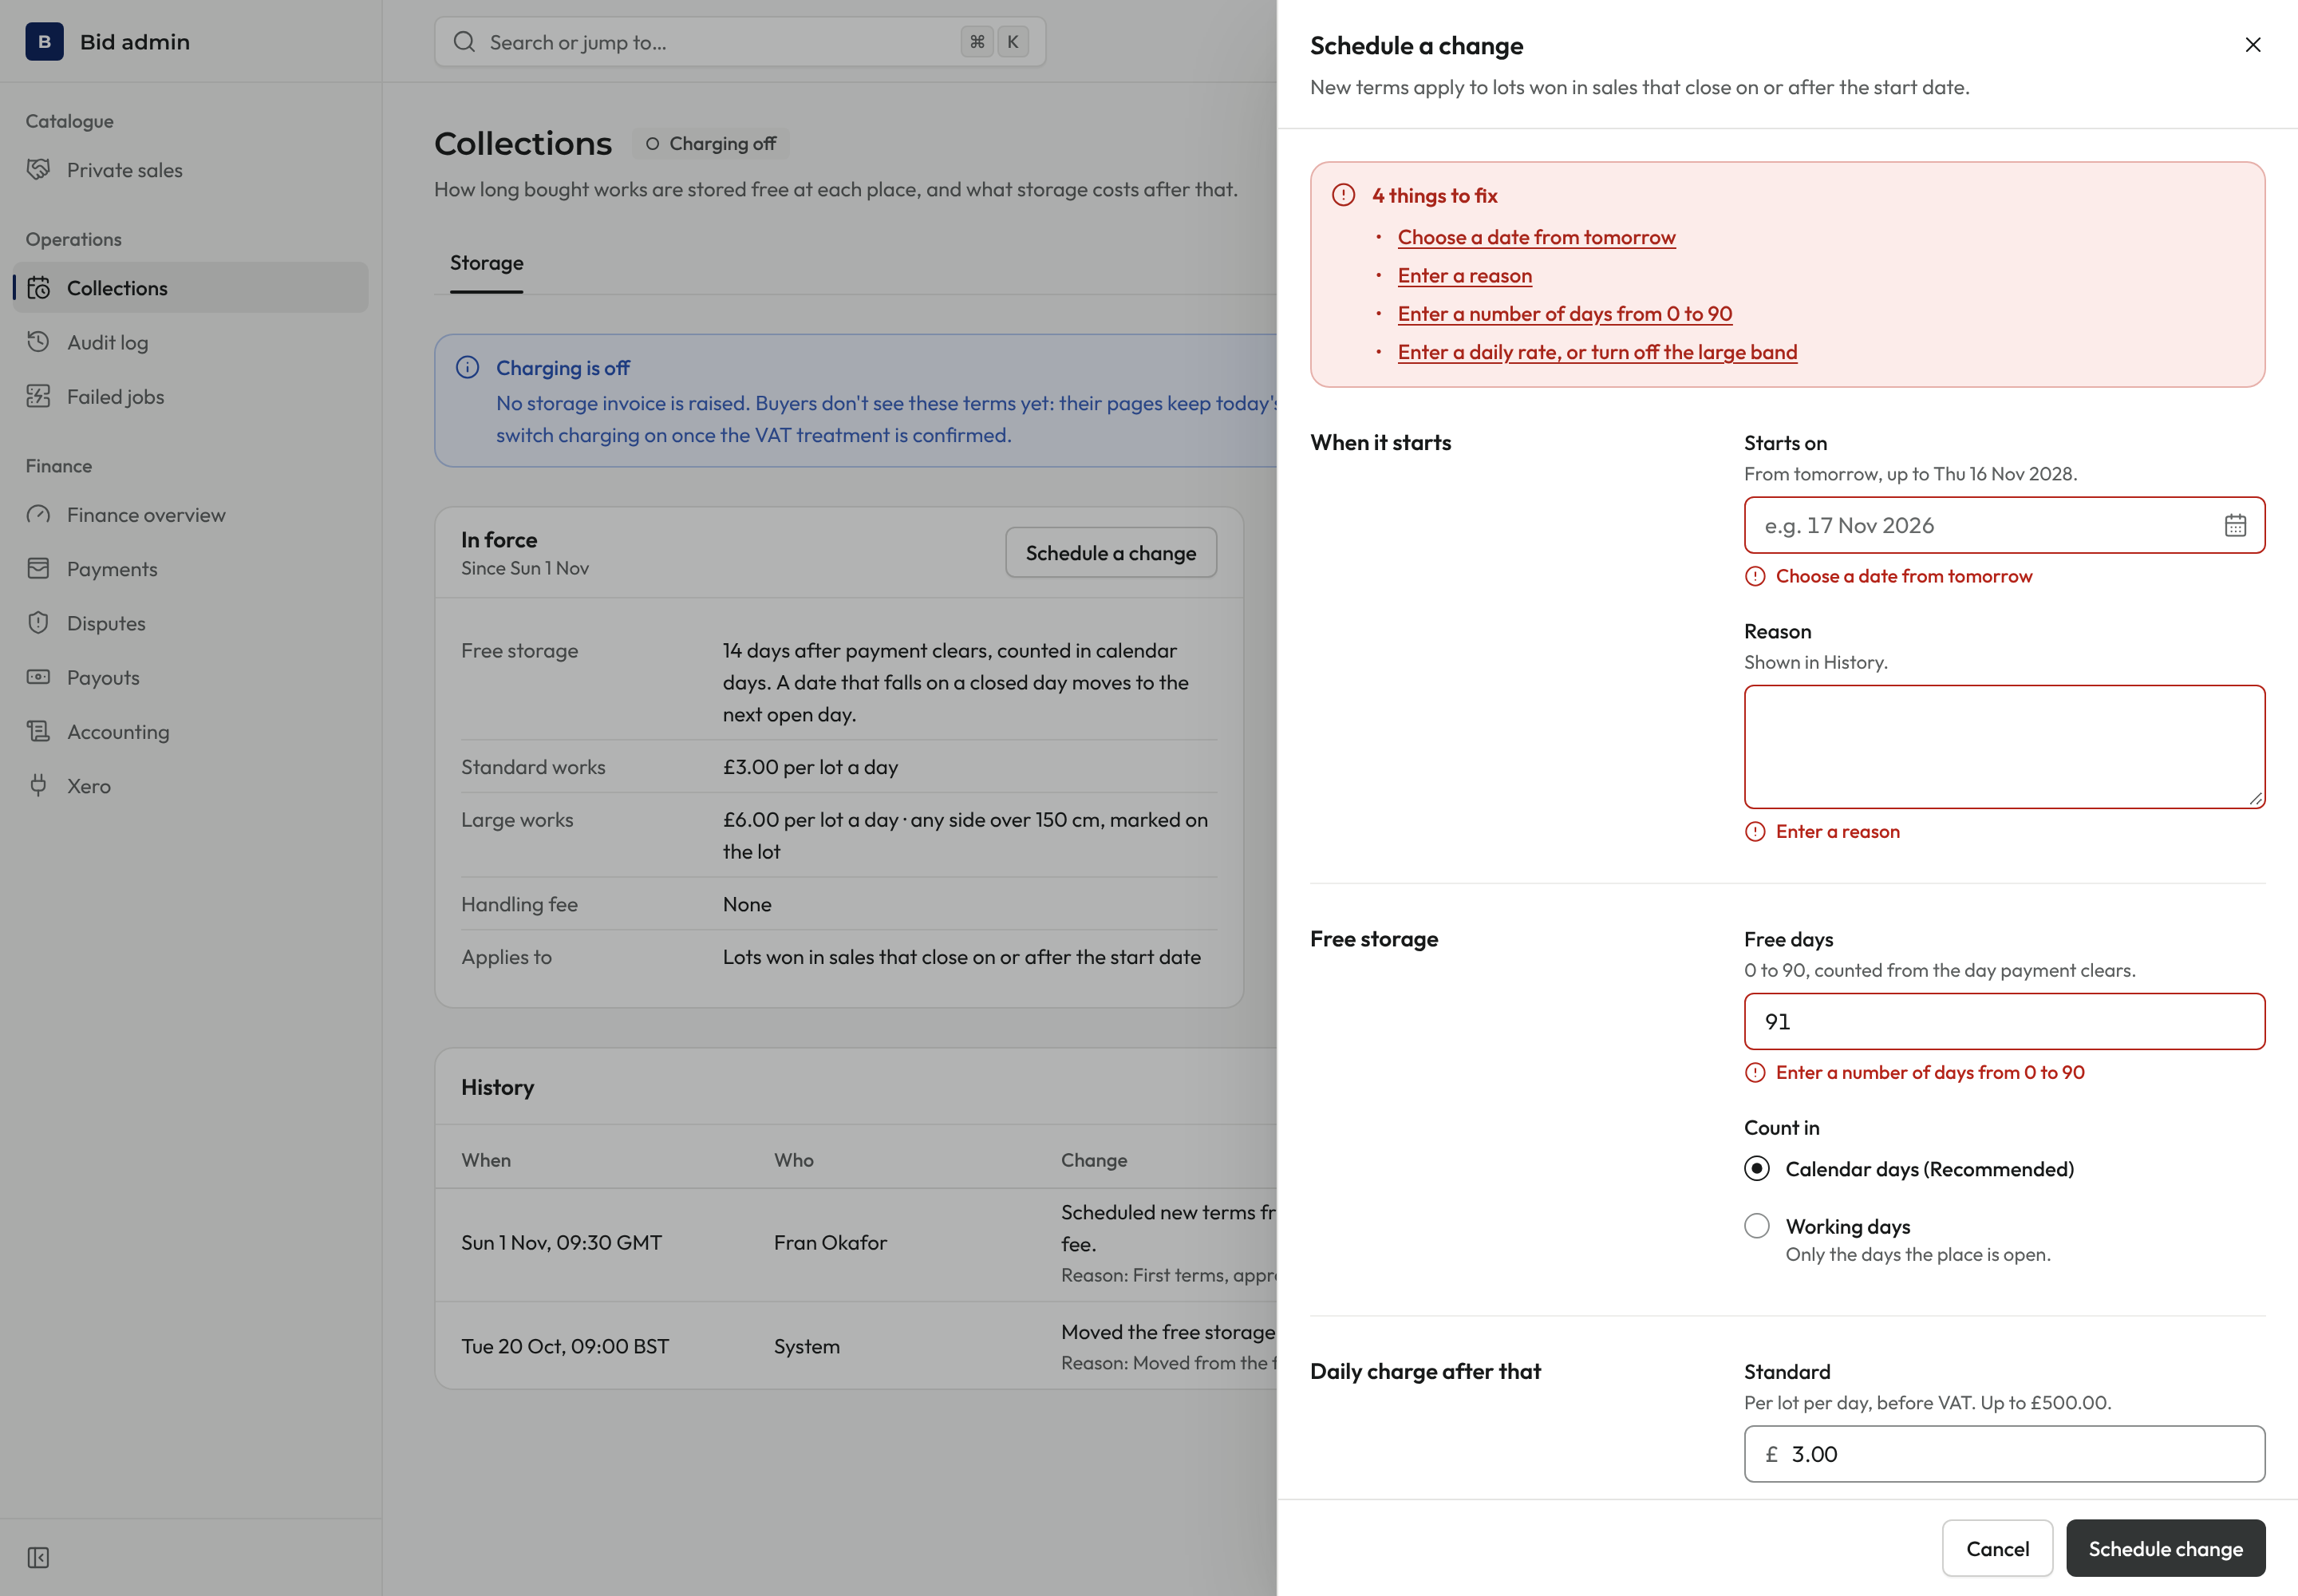 B Bid admin
Catalogue
Private sales
Operations
Collections
Audit log
Failed jobs
Finance
Finance overview
Payments
Disputes
Payouts
Accounting
Xero
Search or jump to... ⌘ K
Collections
Charging off
How long bought works are stored free at each place, and what storage costs after that.
Storage
Charging is off
No storage invoice is raised. Buyers don't see these terms yet: their pages keep today's
switch charging on once the VAT treatment is confirmed.
In force
Since Sun 1 Nov
Schedule a change
Free storage
14 days after payment clears, counted in calendar
days. A date that falls on a closed day moves to the
next open day.
Standard works
£3.00 per lot a day
Large works
£6.00 per lot a day · any side over 150 cm, marked on
the lot
Handling fee
None
Applies to
Lots won in sales that close on or after the start date
History
When Who Change
Sun 1 Nov, 09:30 GMT
Fran Okafor
Scheduled new terms
fee.
Reason: First terms,
Tue 20 Oct, 09:00 BST
System
Moved the free storage
Reason: Moved from the
Schedule a change
New terms apply to lots won in sales that close on or after the start date.
4 things to fix
• Choose a date from tomorrow
• Enter a reason
• Enter a number of days from 0 to 90
• Enter a daily rate, or turn off the large band
When it starts
Starts on
From tomorrow, up to Thu 16 Nov 2028.
e.g. 17 Nov 2026
Choose a date from tomorrow
Reason
Shown in History.
Enter a reason
Free storage
Free days
0 to 90, counted from the day payment clears.
91
Enter a number of days from 0 to 90
Count in
Calendar days (Recommended)
Working days
Only the days the place is open.
Daily charge after that
Standard
Per lot per day, before VAT. Up to £500.00.
£ 3.00
Cancel
Schedule change